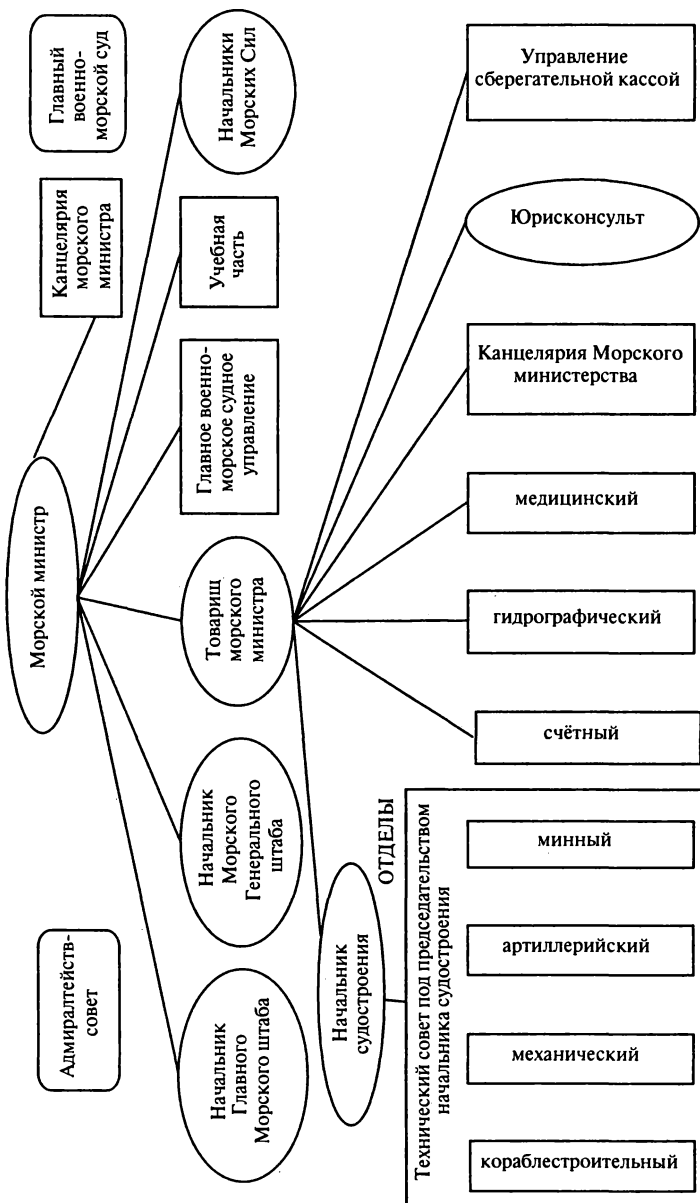 Адмиралтейств-
совет
Морской министр
Канцелярия
морского
министра
Главный
военно-
морской суд
Начальник
Главного
Морского штаба
Начальник
Морского
Генерального
штаба
Товарищ
морского
министра
Главное военно-
морское судное
управление
Учебная
часть
Начальники
Морских Сил
Начальник
судостроения
ОТДЕЛЫ
Технический совет под председательством
начальника судостроения
кораблестроительный
механический
артиллерийский
минный
счётный
гидрографический
медицинский
Канцелярия Морского
министерства
Юрисконсульт
Управление
сберегательной кассой